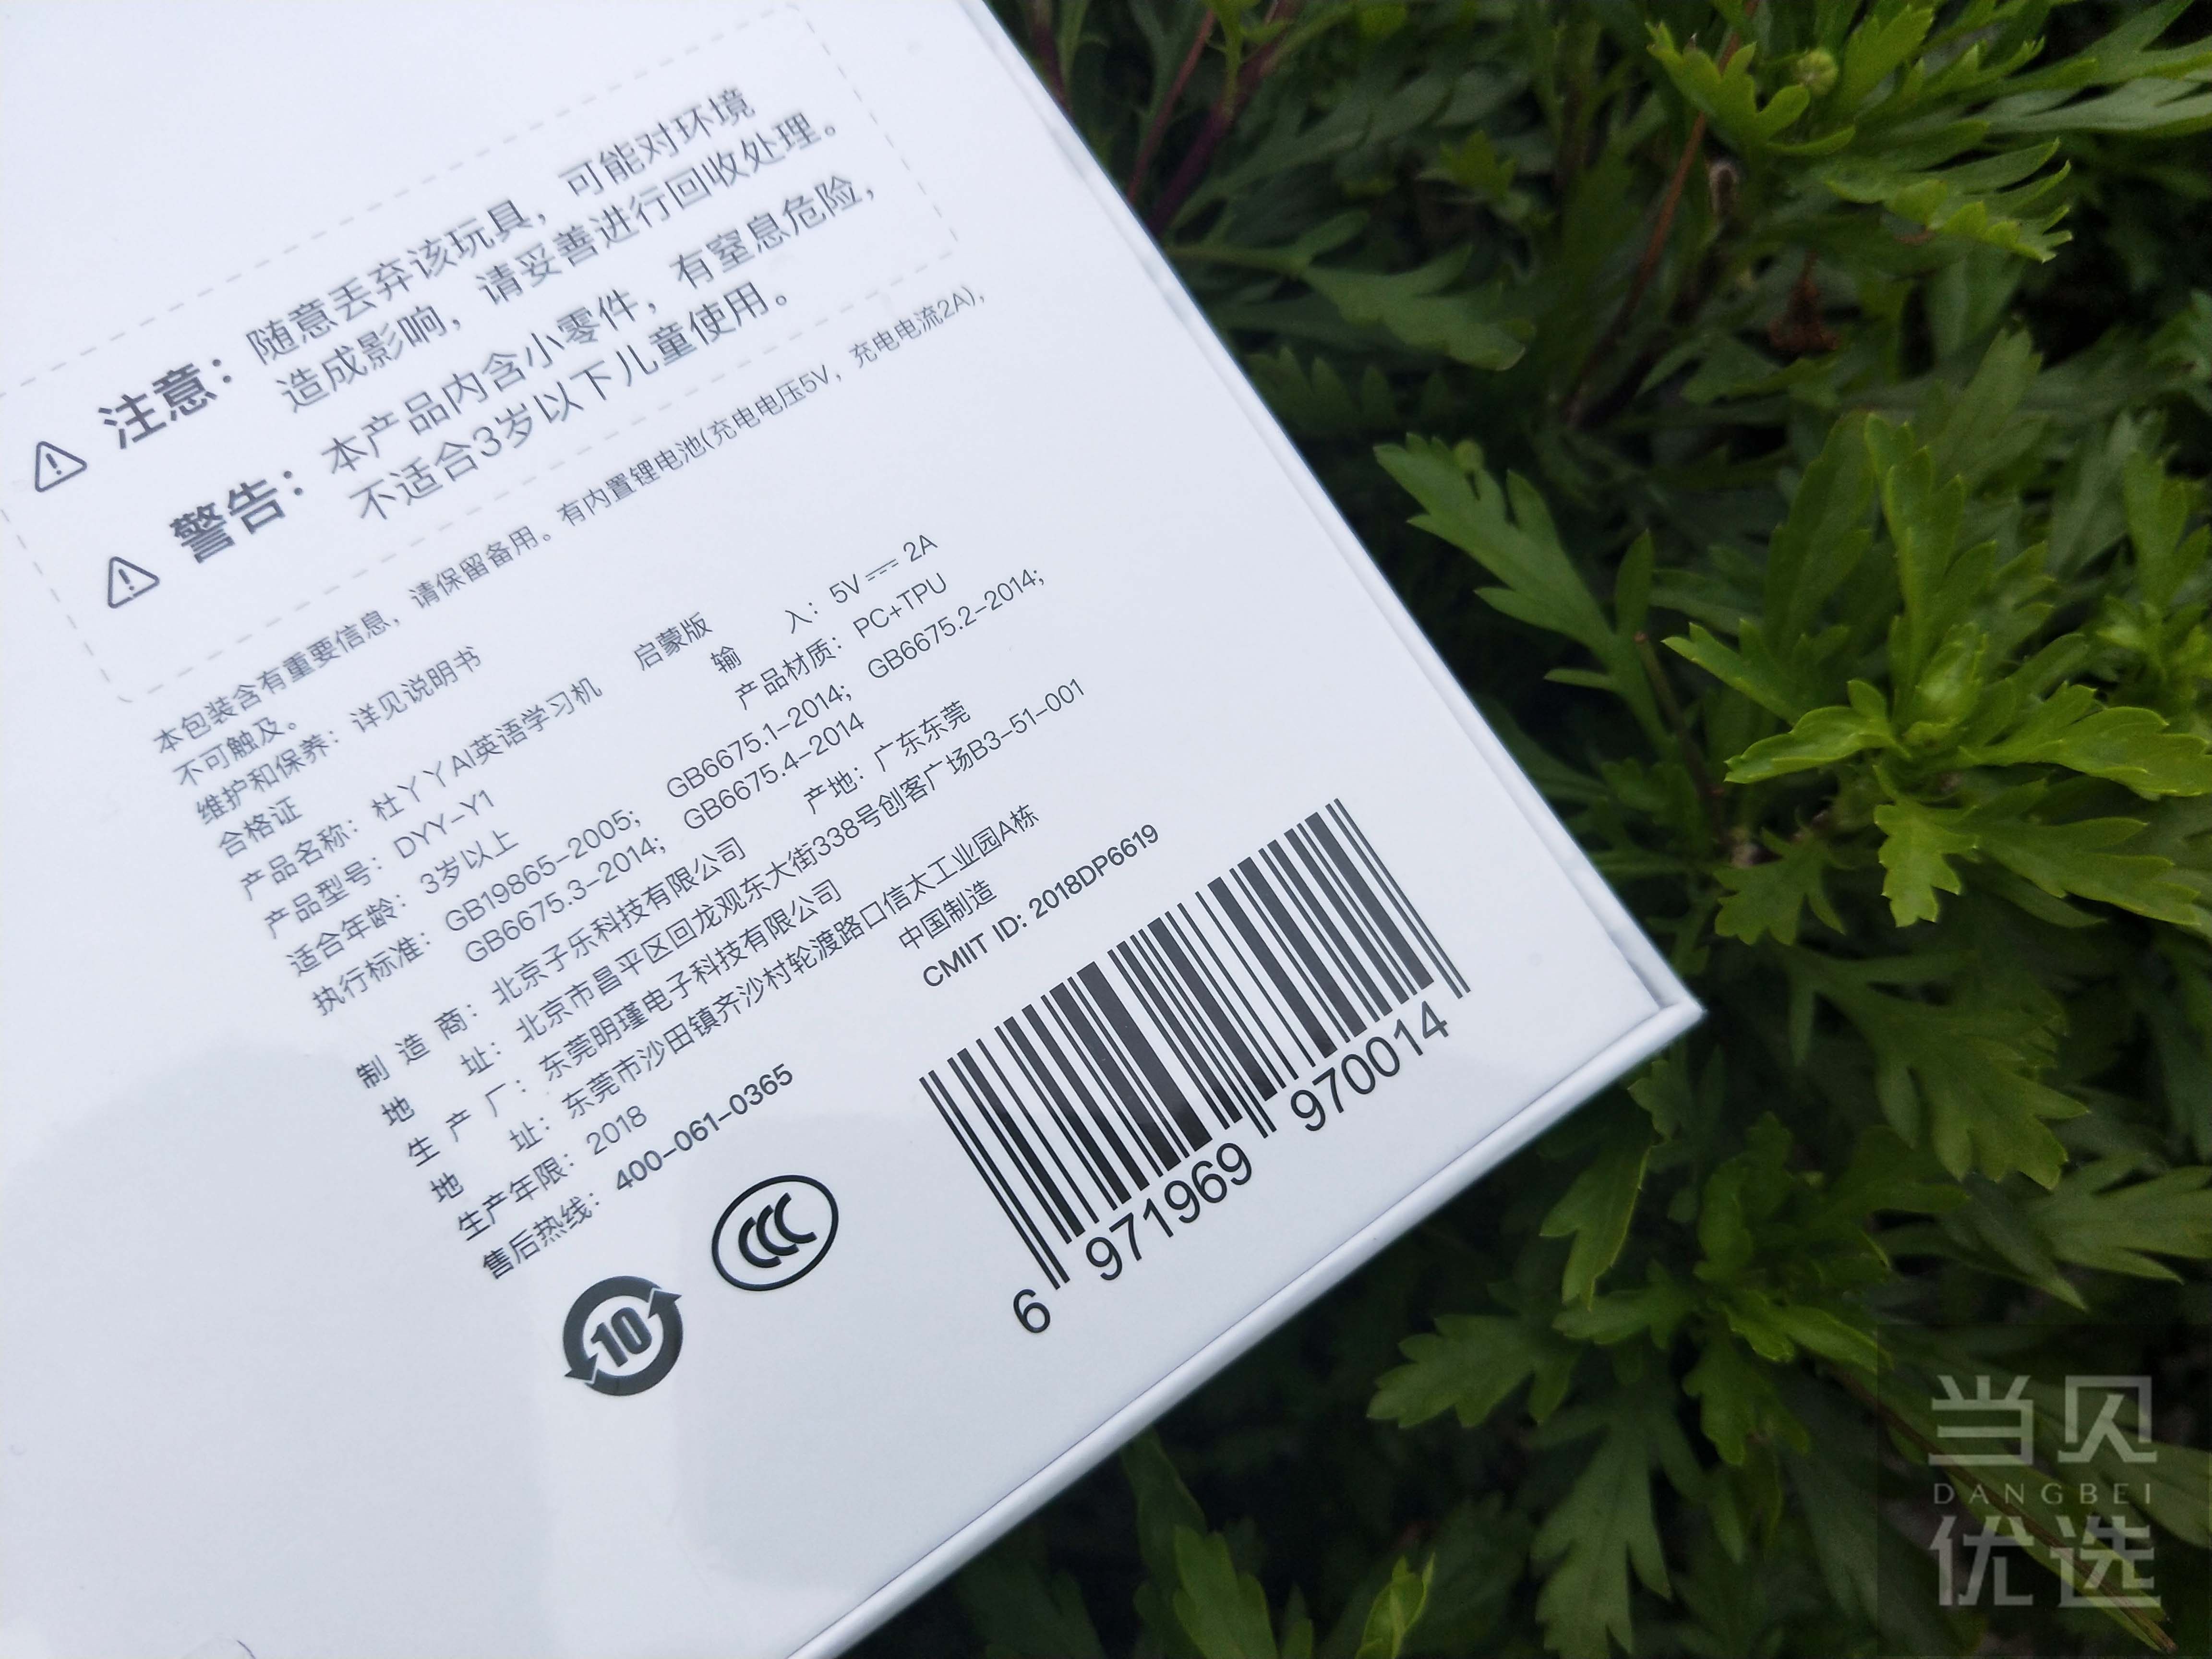 注意：随意丢弃该玩具，可能对环境
造成影响，请妥善进行回收处理。
警告：本产品内含小零件，有窒息危险，
不适合3岁以下儿童使用。
本包装含有重要信息，请保留备用。有内置锂电池(充电电压5V，充电电流2A),
不可触及。
维护和保养：详见说明书
合格证
产品名称：杜丫丫AI英语学习机 启蒙版
产品型号：DYY-Y1 输 入：5V⎓2A
适合年龄：3岁以上 产品材质：PC+TPU
执行标准：GB19865-2005; GB6675.1-2014; GB6675.2-2014;
GB6675.3-2014; GB6675.4-2014
制 造 商：北京子乐科技有限公司 产地：广东东莞
地 址：北京市昌平区回龙观东大街338号创客广场B3-51-001
生 产 厂：东莞明瑾电子科技有限公司
地 址：东莞市沙田镇齐沙村轮渡路口信太工业园A栋
生产年限：2018 中国制造
售后热线：400-061-0365 CMIIT ID: 2018DP6619
10
CCC
6 971969 970014
当贝
DANGBEI
优选